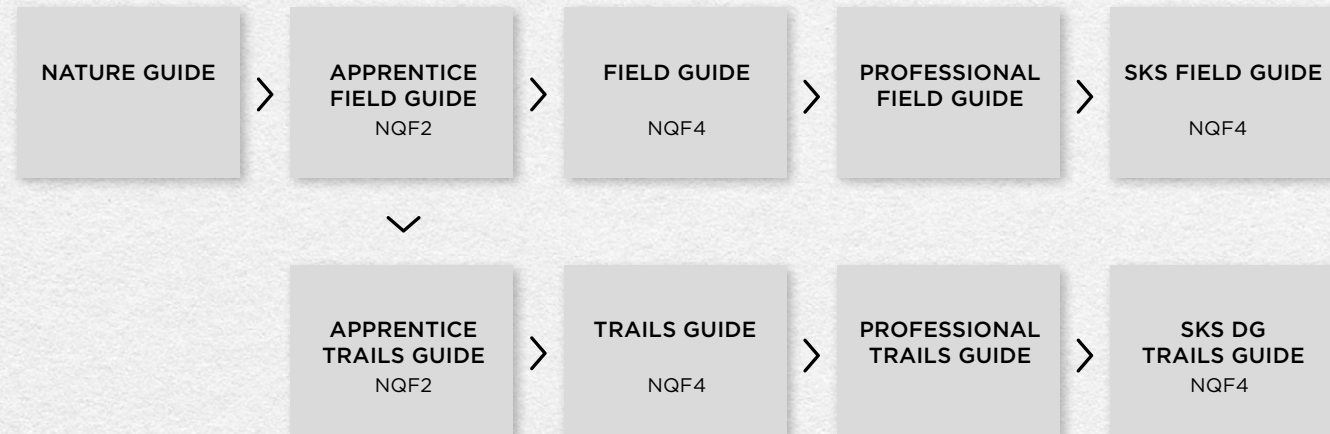 NATURE GUIDE
APPRENTICE
FIELD GUIDE
NQF2
FIELD GUIDE
NQF4
PROFESSIONAL
FIELD GUIDE
SKS FIELD GUIDE
NQF4
APPRENTICE
TRAILS GUIDE
NQF2
TRAILS GUIDE
NQF4
PROFESSIONAL
TRAILS GUIDE
SKS DG
TRAILS GUIDE
NQF4